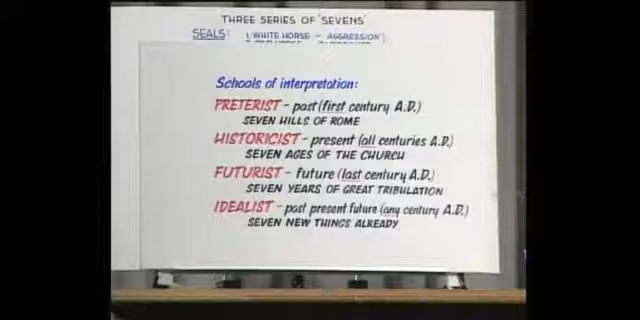 THREE SERIES OF 'SEVENS'
SEALS: 1. WHITE HORSE - AGGRESSION
Schools of interpretation:
PRETERIST - past (first century A.D.)
SEVEN HILLS OF ROME
HISTORICIST - present (all centuries A.D.)
SEVEN AGES OF THE CHURCH
FUTURIST - future (last century A.D.)
SEVEN YEARS OF GREAT TRIBULATION
IDEALIST - past present future (any century A.D.)
SEVEN NEW THINGS ALREADY